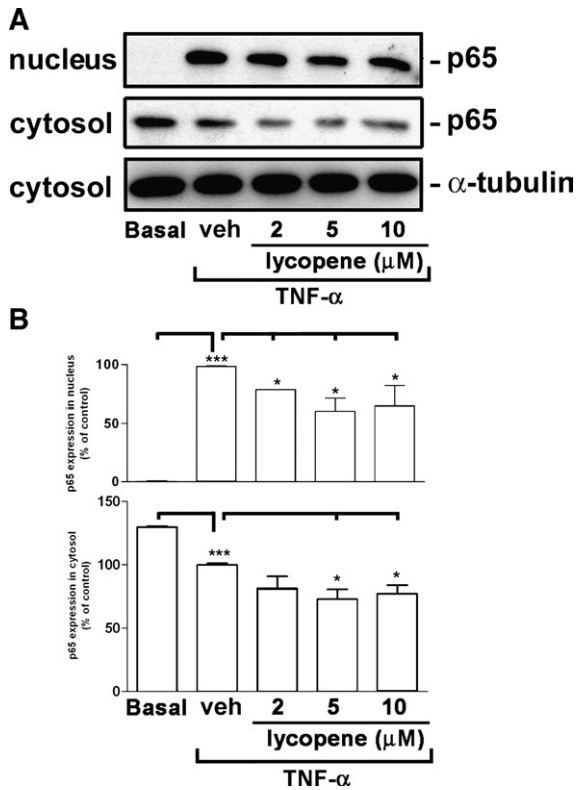 A
nucleus - p65
cytosol - p65
cytosol - α-tubulin
Basal veh 2 5 10
lycopene (μM)
TNF-α
B
p65 expression in nucleus
(% of control)
100
50
0
*** * * *
p65 expression in cytosol
(% of control)
150
100
50
0
*** * *
Basal veh 2 5 10
lycopene (μM)
TNF-α